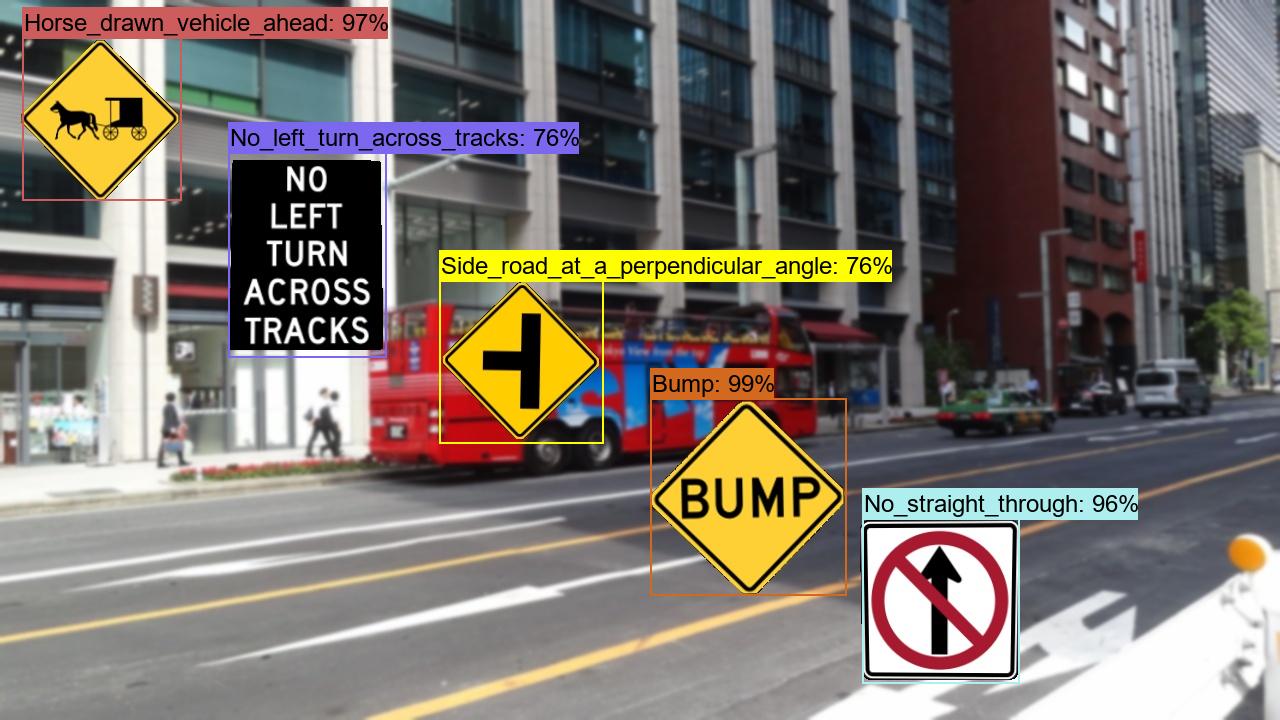 Horse_drawn_vehicle_ahead: 97%
No_left_turn_across_tracks: 76%
NO
LEFT
TURN
ACROSS
TRACKS
Side_road_at_a_perpendicular_angle: 76%
Bump: 99%
BUMP
No_straight_through: 96%